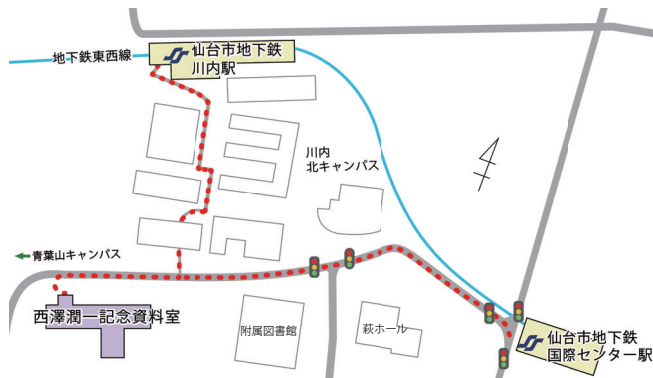 地下鉄東西線
仙台市地下鉄
川内駅
川内
北キャンパス
青葉山キャンパス
西澤潤一記念資料室
附属図書館
萩ホール
仙台市地下鉄
国際センター駅